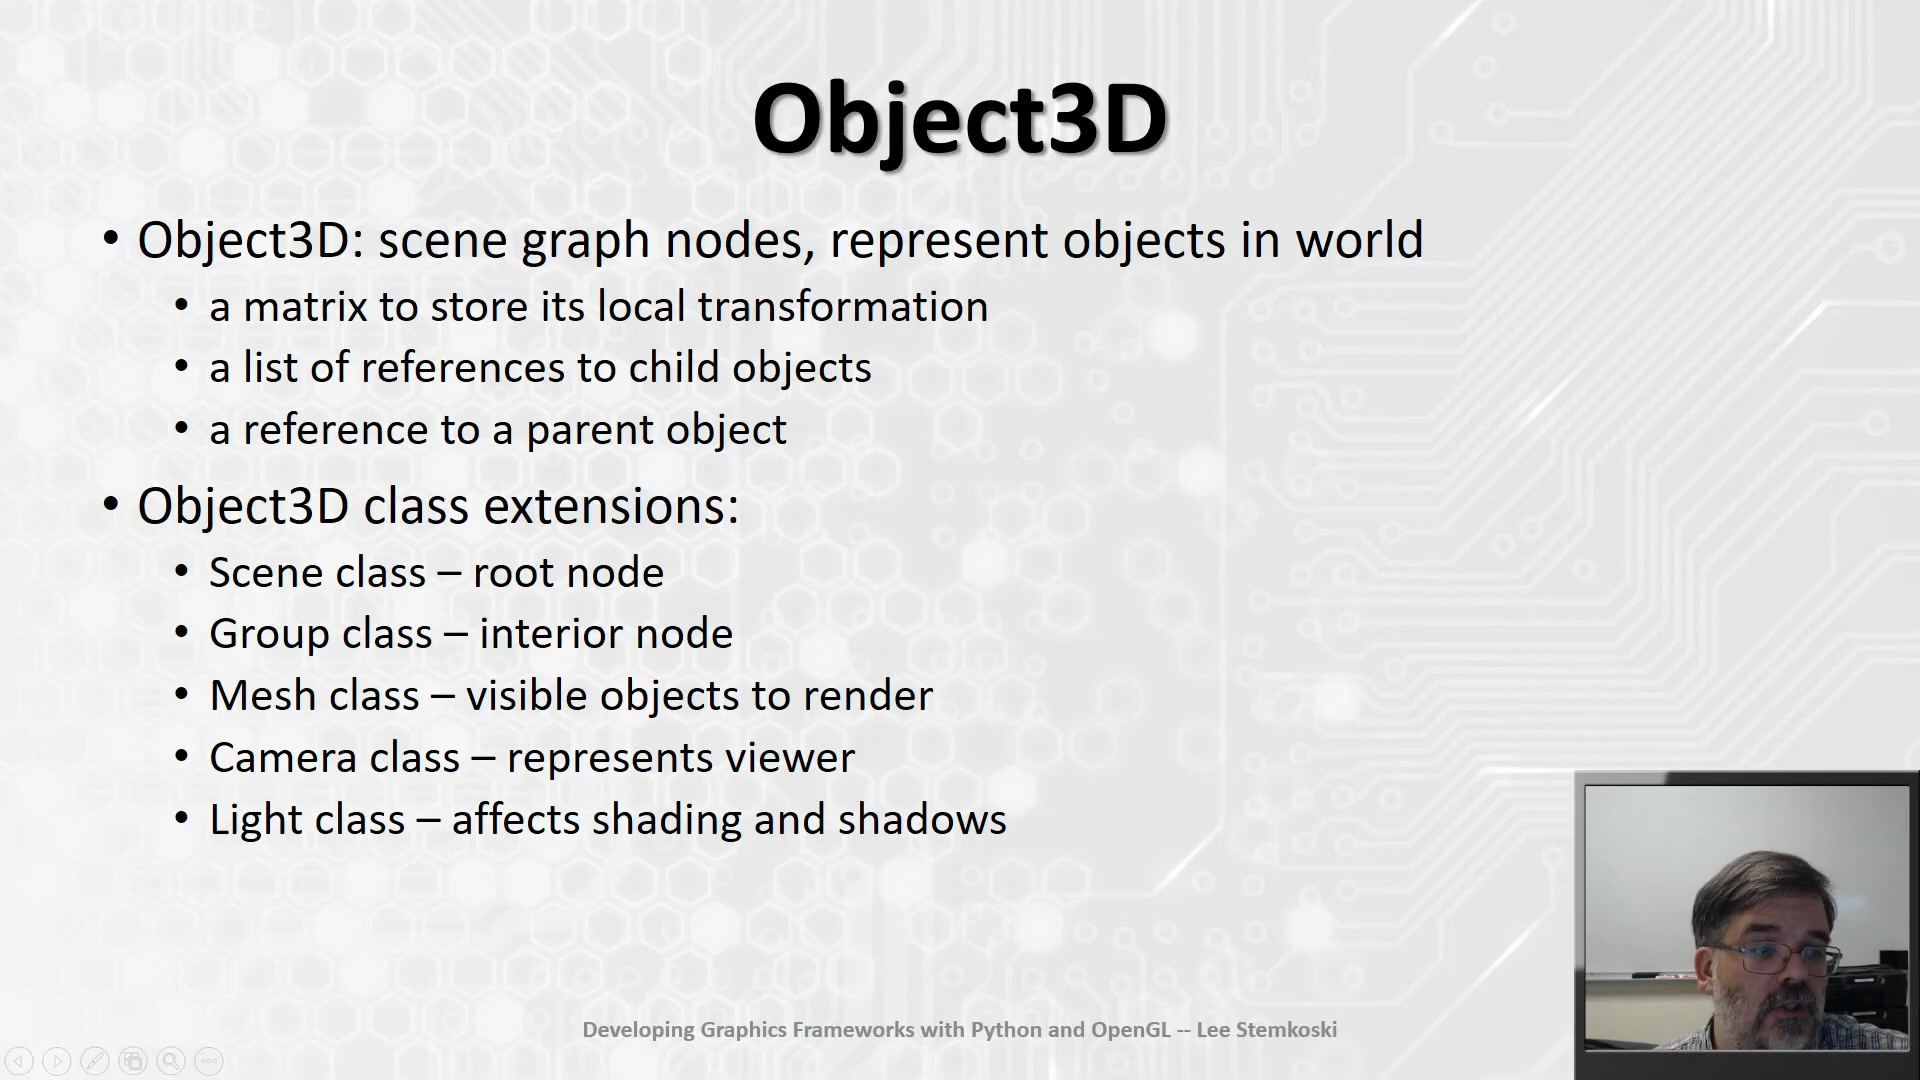 Object3D
• Object3D: scene graph nodes, represent objects in world
• a matrix to store its local transformation
• a list of references to child objects
• a reference to a parent object
• Object3D class extensions:
• Scene class – root node
• Group class – interior node
• Mesh class – visible objects to render
• Camera class – represents viewer
• Light class – affects shading and shadows
Developing Graphics Frameworks with Python and OpenGL -- Lee Stemkoski